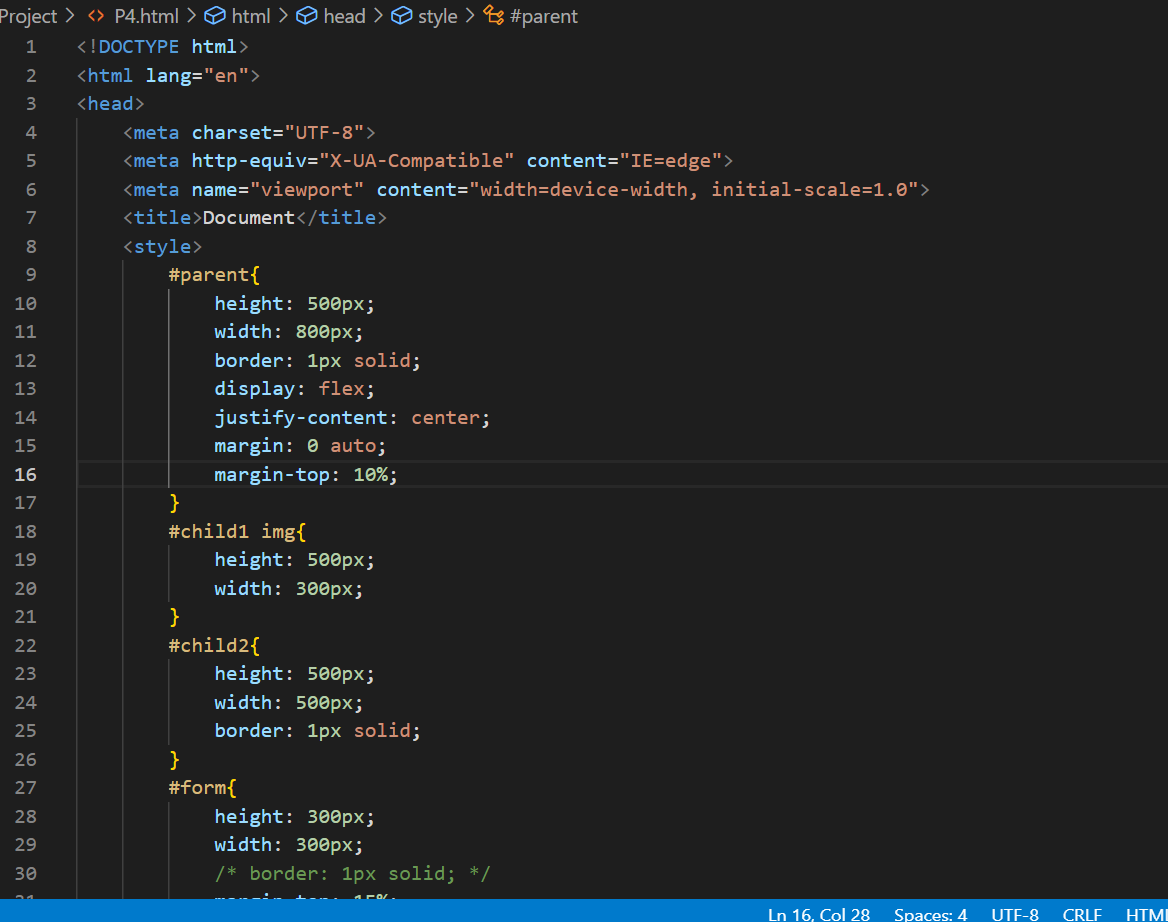 Project > P4.html > html > head > style > #parent
1 <!DOCTYPE html>
2 <html lang="en">
3 <head>
4 <meta charset="UTF-8">
5 <meta http-equiv="X-UA-Compatible" content="IE=edge">
6 <meta name="viewport" content="width=device-width, initial-scale=1.0">
7 <title>Document</title>
8 <style>
9 #parent{
10 height: 500px;
11 width: 800px;
12 border: 1px solid;
13 display: flex;
14 justify-content: center;
15 margin: 0 auto;
16 margin-top: 10%;
17 }
18 #child1 img{
19 height: 500px;
20 width: 300px;
21 }
22 #child2{
23 height: 500px;
24 width: 500px;
25 border: 1px solid;
26 }
27 #form{
28 height: 300px;
29 width: 300px;
30 /* border: 1px solid; */
31 margin-top: 15%;
Ln 16, Col 28 Spaces: 4 UTF-8 CRLF HTM